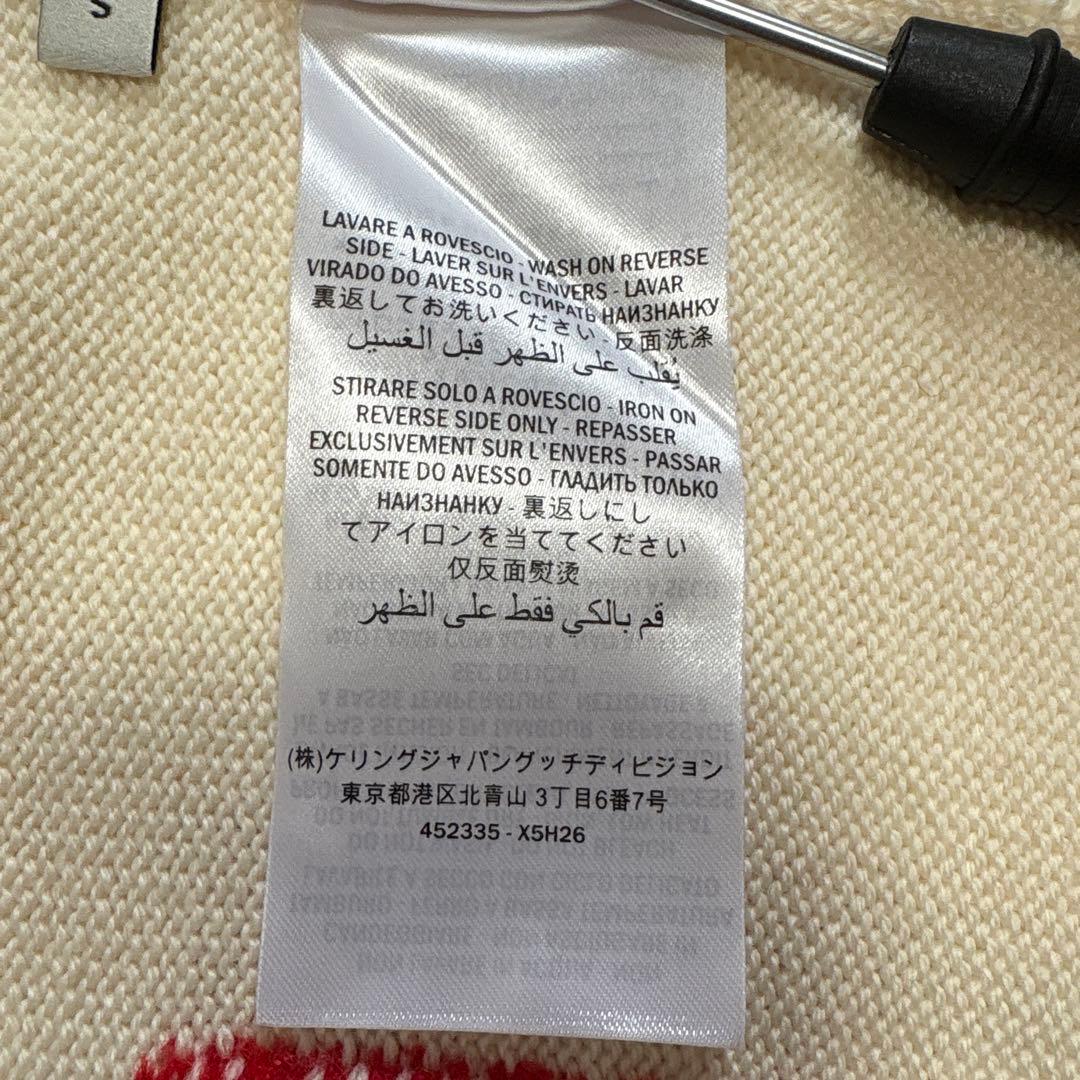 S
LAVARE A ROVESCIO - WASH ON REVERSE
SIDE - LAVER SUR L'ENVERS - LAVAR
VIRADO DO AVESSO - СТИРАТЬ НАИЗНАНКУ
裏返してお洗いください - 反面洗涤
يُقلب على الظهر قبل الغسيل
STIRARE SOLO A ROVESCIO - IRON ON
REVERSE SIDE ONLY - REPASSER
EXCLUSIVEMENT SUR L'ENVERS - PASSAR
SOMENTE DO AVESSO - ГЛАДИТЬ ТОЛЬКО
НАИЗНАНКУ - 裏返しにし
てアイロンを当ててください
仅反面熨烫
قم بالكي فقط على الظهر
(株)ケリングジャパングッチディビジョン
東京都港区北青山 3丁目6番7号
452335 - X5H26